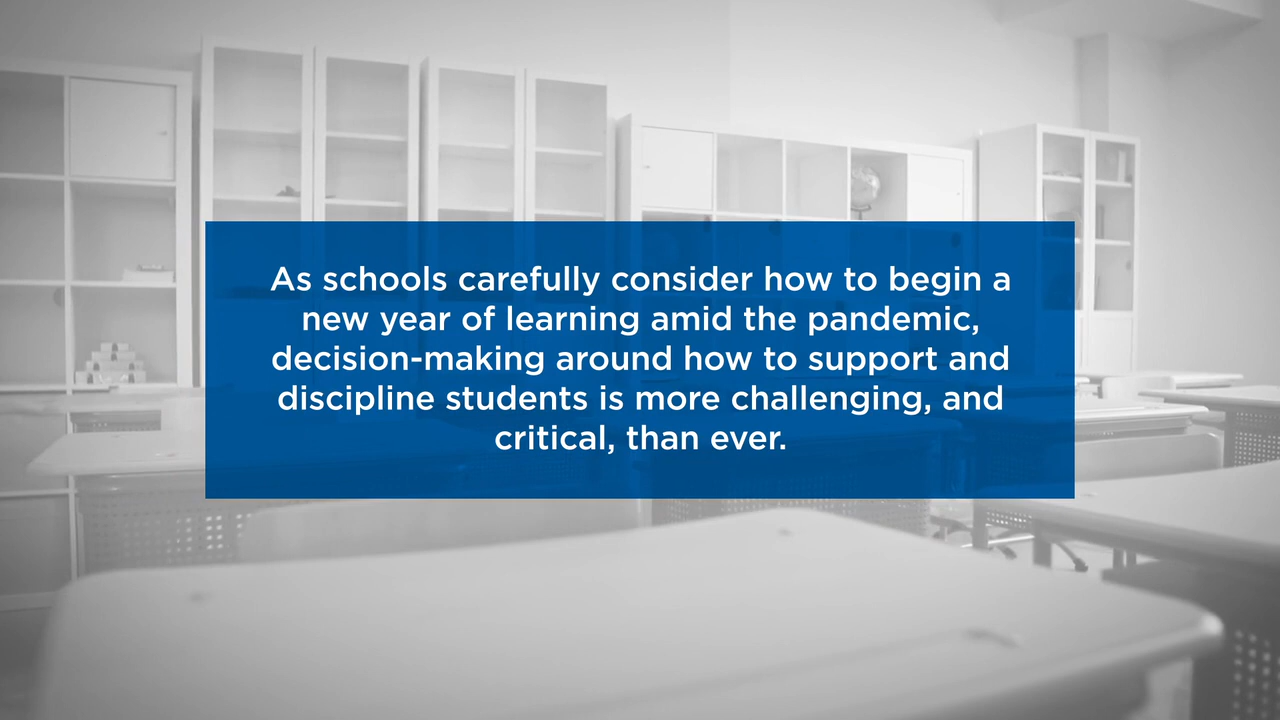 As schools carefully consider how to begin a
new year of learning amid the pandemic,
decision-making around how to support and
discipline students is more challenging, and
critical, than ever.